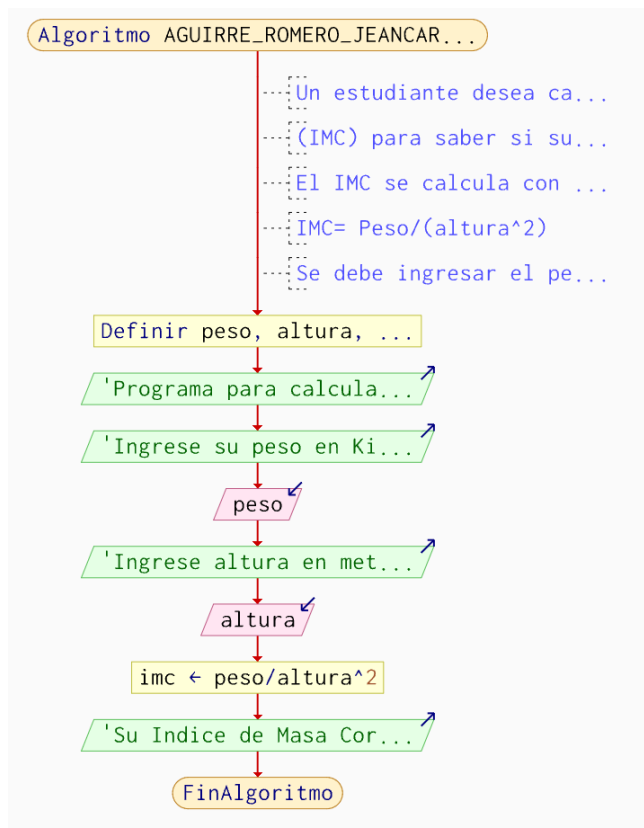 Algoritmo AGUIRRE_ROMERO_JEANCAR...
Un estudiante desea ca...
(IMC) para saber si su...
El IMC se calcula con ...
IMC= Peso/(altura^2)
Se debe ingresar el pe...
Definir peso, altura, ...
'Programa para calcula...
'Ingrese su peso en Ki...
peso
'Ingrese altura en met...
altura
imc ← peso/altura^2
'Su Indice de Masa Cor...
FinAlgoritmo